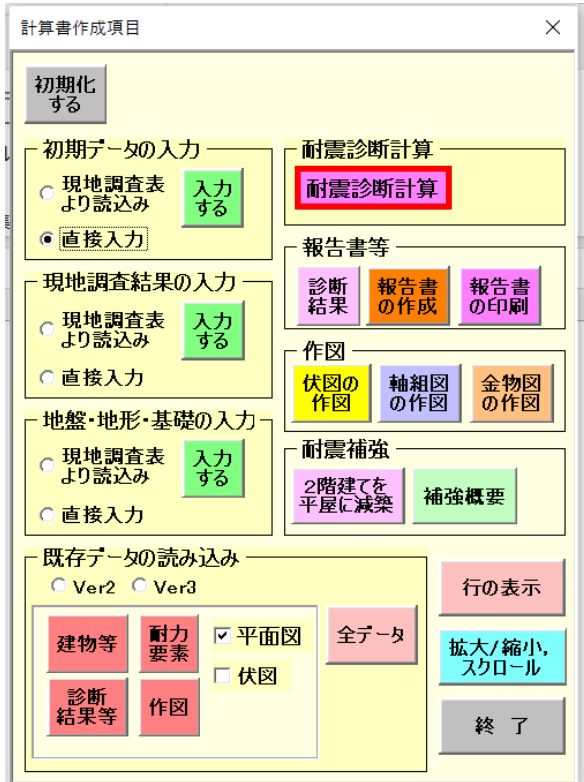 計算書作成項目
初期化
する
初期データの入力
現地調査表
より読込み
入力
する
直接入力
現地調査結果の入力
現地調査表
より読込み
入力
する
直接入力
地盤・地形・基礎の入力
現地調査表
より読込み
入力
する
直接入力
耐震診断計算
耐震診断計算
報告書等
診断
結果
報告書
の作成
報告書
の印刷
作図
伏図の
作図
軸組図
の作図
金物図
の作図
耐震補強
2階建てを
平屋に減築
補強概要
既存データの読み込み
Ver2
Ver3
建物等
耐力
要素
平面図
伏図
診断
結果等
作図
全データ
行の表示
拡大/縮小,
スクロール
終 了